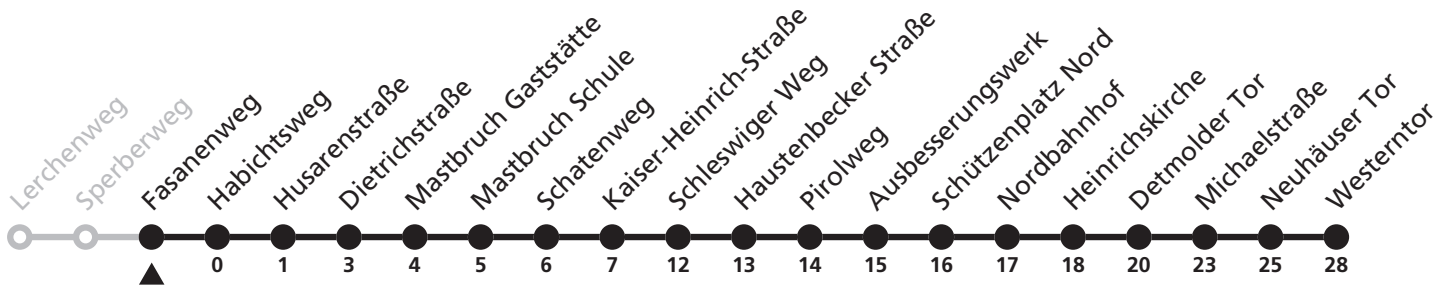 Lerchenweg
Sperberweg
Fasanenweg
Habichtsweg
Husarenstraße
Dietrichstraße
Mastbruch Gaststätte
Mastbruch Schule
Schatenweg
Kaiser-Heinrich-Straße
Schleswiger Weg
Haustenbecker Straße
Pirolweg
Ausbesserungswerk
Schützenplatz Nord
Nordbahnhof
Heinrichskirche
Detmolder Tor
Michaelstraße
Neuhäuser Tor
Westerntor
0 1 3 4 5 6 7 12 13 14 15 16 17 18 20 23 25 28